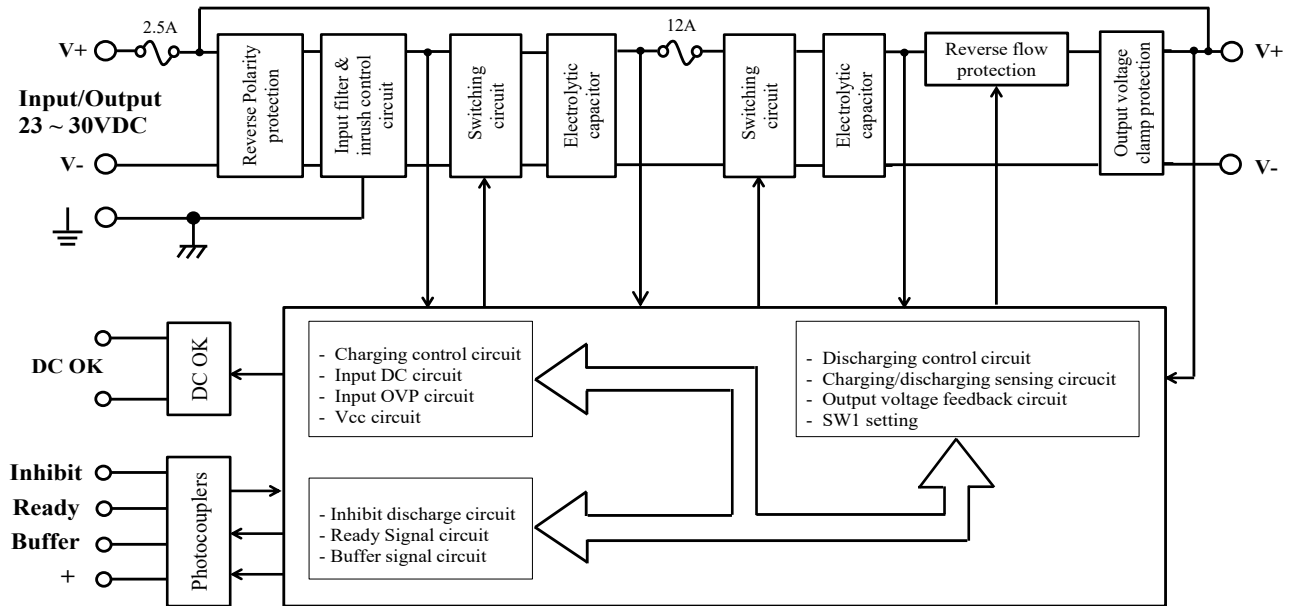 2.5A
12A
V+
Input/Output
23 ~ 30VDC
V-
Reverse Polarity
protection
Input filter &
inrush control
circuit
Switching
circuit
Electrolytic
capacitor
Switching
circuit
Electrolytic
capacitor
Reverse flow
protection
Output voltage
clamp protection
V+
V-
DC OK
DC OK
Inhibit
Ready
Buffer
+
Photocouplers
- Charging control circuit
- Input DC circuit
- Input OVP circuit
- Vcc circuit
- Inhibit discharge circuit
- Ready Signal circuit
- Buffer signal circuit
- Discharging control circuit
- Charging/discharging sensing circucit
- Output voltage feedback circuit
- SW1 setting